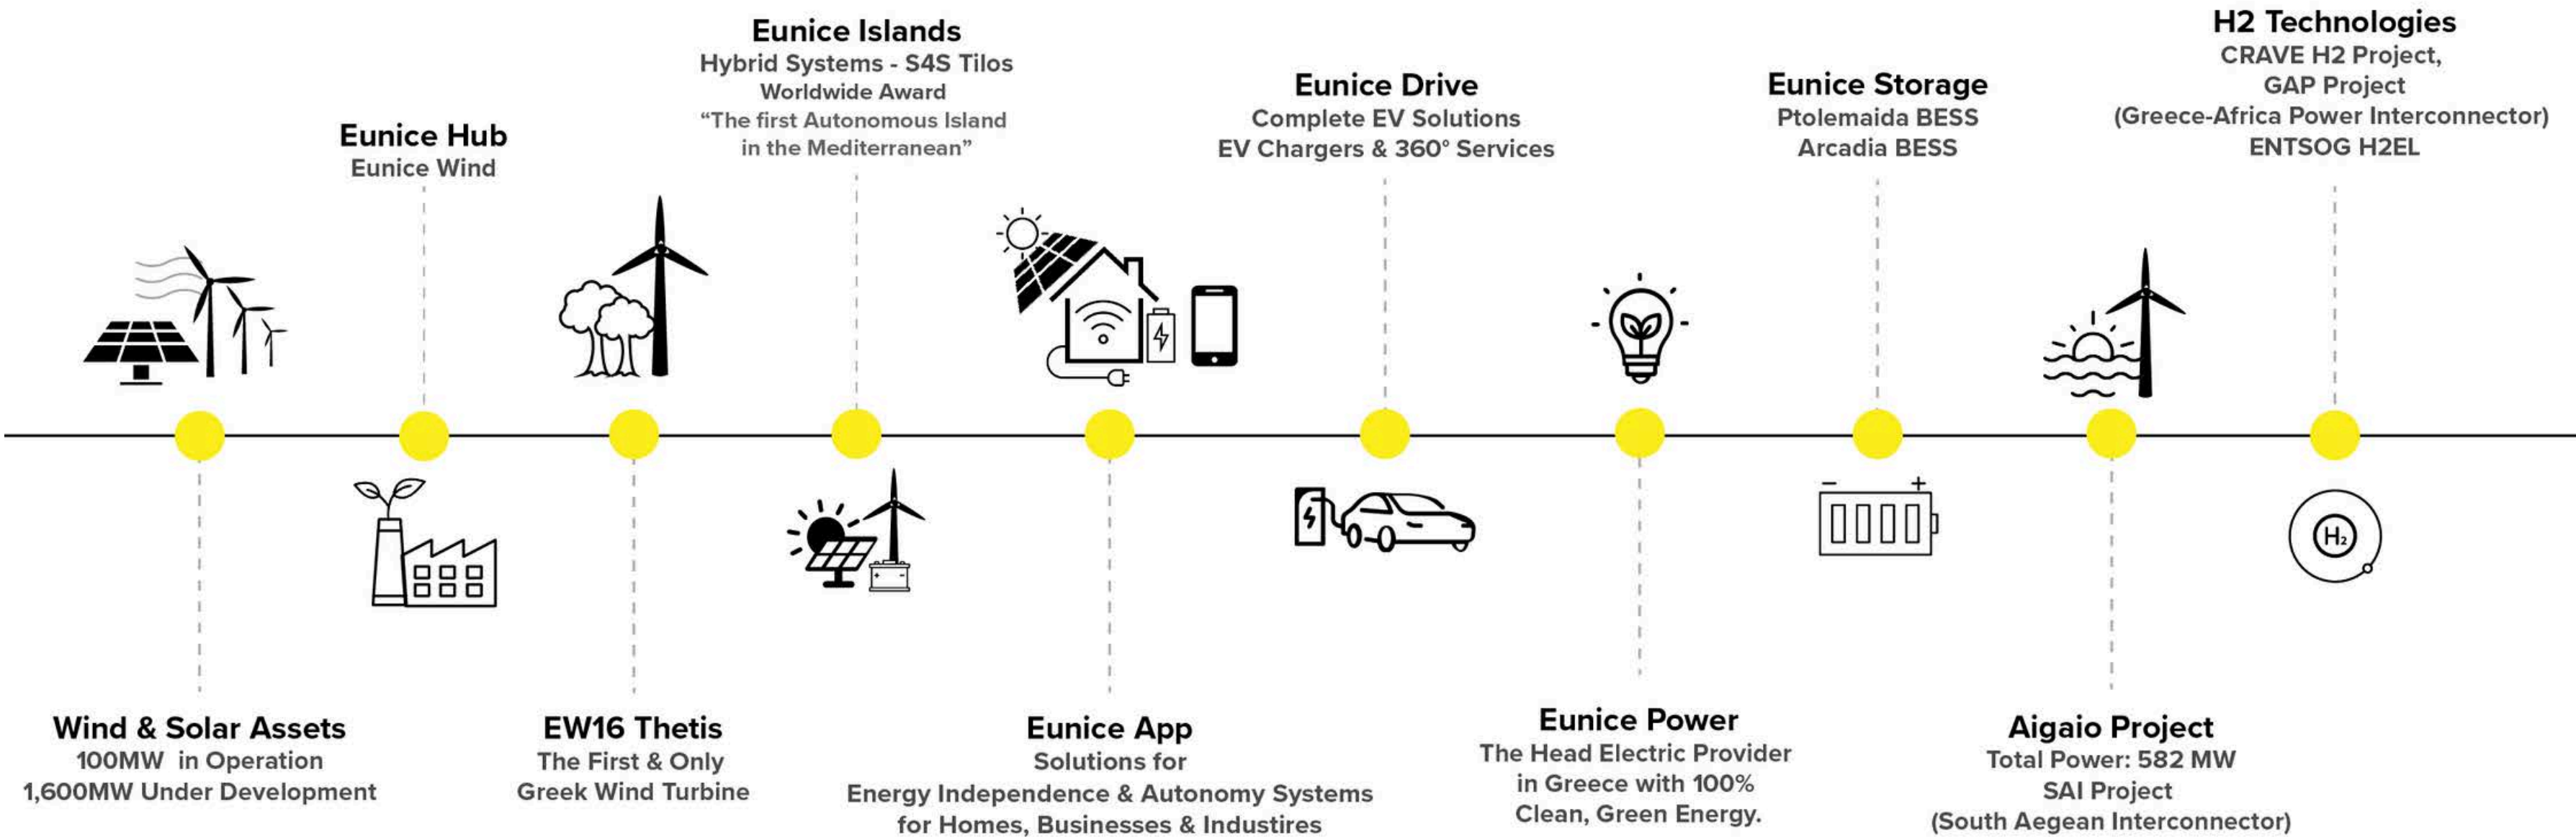 Wind & Solar Assets
100MW in Operation
1,600MW Under Development
Eunice Hub
Eunice Wind
EW16 Thetis
The First & Only
Greek Wind Turbine
Eunice Islands
Hybrid Systems - S4S Tilos
Worldwide Award
“The first Autonomous Island
in the Mediterranean”
Eunice App
Solutions for
Energy Independence & Autonomy Systems
for Homes, Businesses & Industires
Eunice Drive
Complete EV Solutions
EV Chargers & 360° Services
Eunice Power
The Head Electric Provider
in Greece with 100%
Clean, Green Energy.
Eunice Storage
Ptolemaida BESS
Arcadia BESS
- +
Aigaio Project
Total Power: 582 MW
SAI Project
(South Aegean Interconnector)
H2 Technologies
CRAVE H2 Project,
GAP Project
(Greece-Africa Power Interconnector)
ENTSOG H2EL
H₂